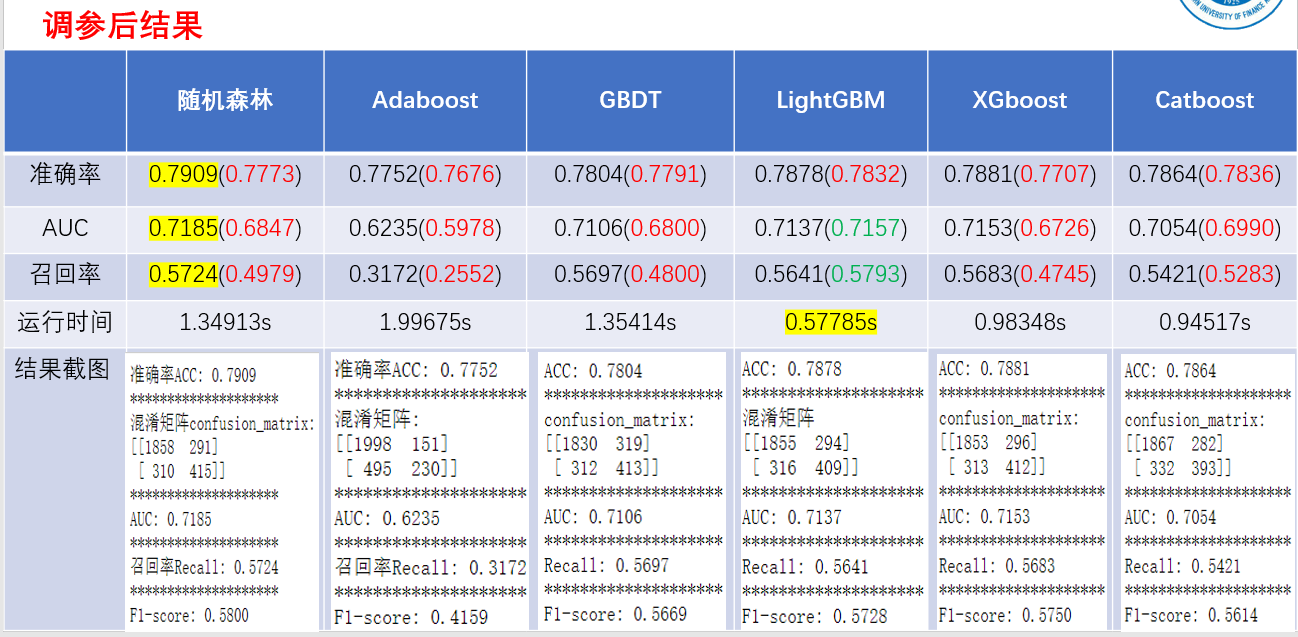 调参后结果
1925
UNIVERSITY OF FINANCE
随机森林 Adaboost GBDT LightGBM XGboost Catboost
准确率 0.7909(0.7773) 0.7752(0.7676) 0.7804(0.7791) 0.7878(0.7832) 0.7881(0.7707) 0.7864(0.7836)
AUC 0.7185(0.6847) 0.6235(0.5978) 0.7106(0.6800) 0.7137(0.7157) 0.7153(0.6726) 0.7054(0.6990)
召回率 0.5724(0.4979) 0.3172(0.2552) 0.5697(0.4800) 0.5641(0.5793) 0.5683(0.4745) 0.5421(0.5283)
运行时间 1.34913s 1.99675s 1.35414s 0.57785s 0.98348s 0.94517s
结果截图
准确率ACC: 0.7909
********************
混淆矩阵confusion_matrix:
[[1858 291]
[ 310 415]]
********************
AUC: 0.7185
********************
召回率Recall: 0.5724
********************
F1-score: 0.5800
准确率ACC: 0.7752
********************
混淆矩阵:
[[1998 151]
[ 495 230]]
********************
AUC: 0.6235
********************
召回率Recall: 0.3172
********************
F1-score: 0.4159
ACC: 0.7804
********************
confusion_matrix:
[[1830 319]
[ 312 413]]
********************
AUC: 0.7106
********************
Recall: 0.5697
********************
F1-score: 0.5669
ACC: 0.7878
********************
混淆矩阵
[[1855 294]
[ 316 409]]
********************
AUC: 0.7137
********************
Recall: 0.5641
********************
F1-score: 0.5728
ACC: 0.7881
********************
confusion_matrix:
[[1853 296]
[ 313 412]]
********************
AUC: 0.7153
********************
Recall: 0.5683
********************
F1-score: 0.5750
ACC: 0.7864
********************
confusion_matrix:
[[1867 282]
[ 332 393]]
********************
AUC: 0.7054
********************
Recall: 0.5421
********************
F1-score: 0.5614